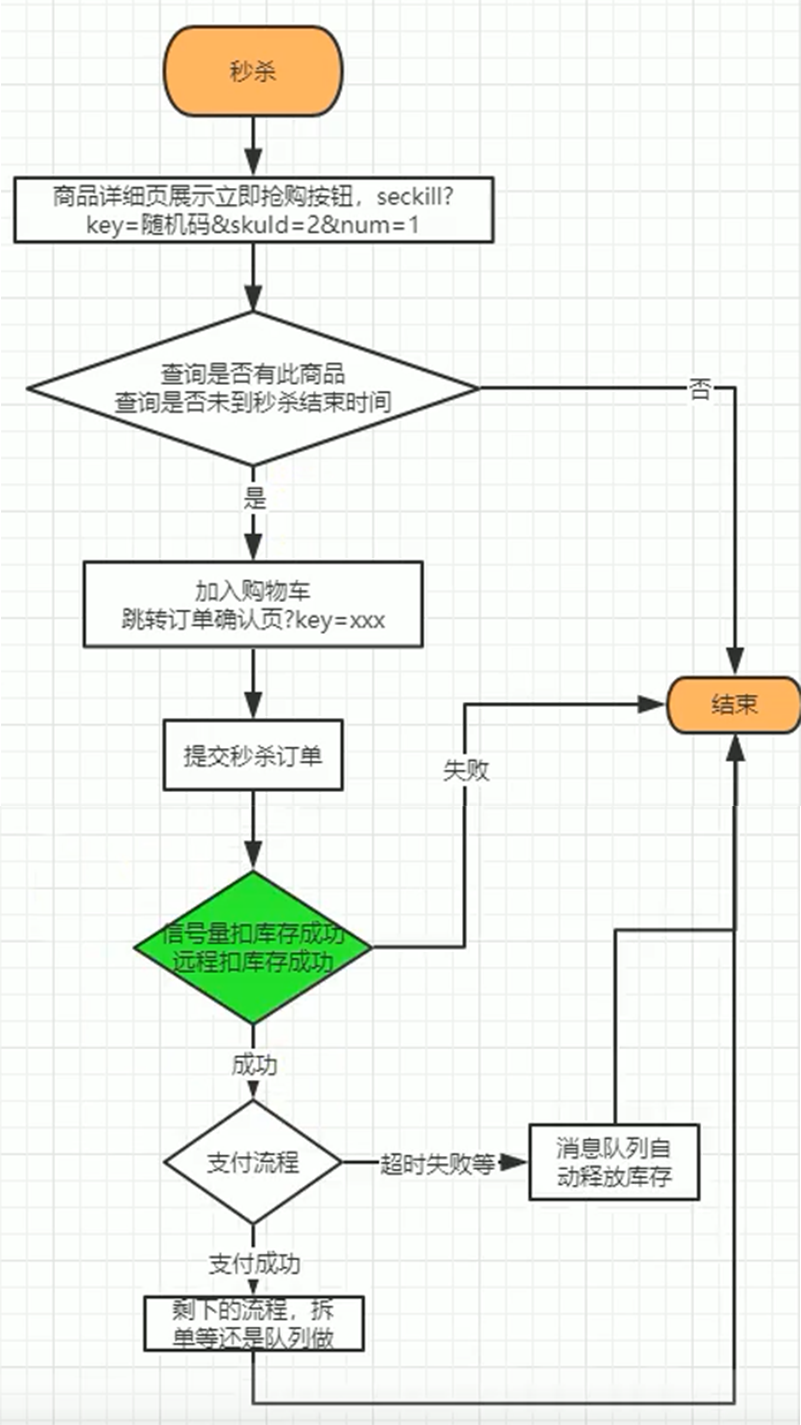 秒杀
商品详细页展示立即抢购按钮，seckill?
key=随机码&skuId=2&num=1
查询是否有此商品
查询是否未到秒杀结束时间
否
是
加入购物车
跳转订单确认页?key=xxx
结束
提交秒杀订单
失败
信号量扣库存成功
远程扣库存成功
成功
支付流程
超时失败等
消息队列自
动释放库存
支付成功
剩下的流程，拆
单等还是队列做